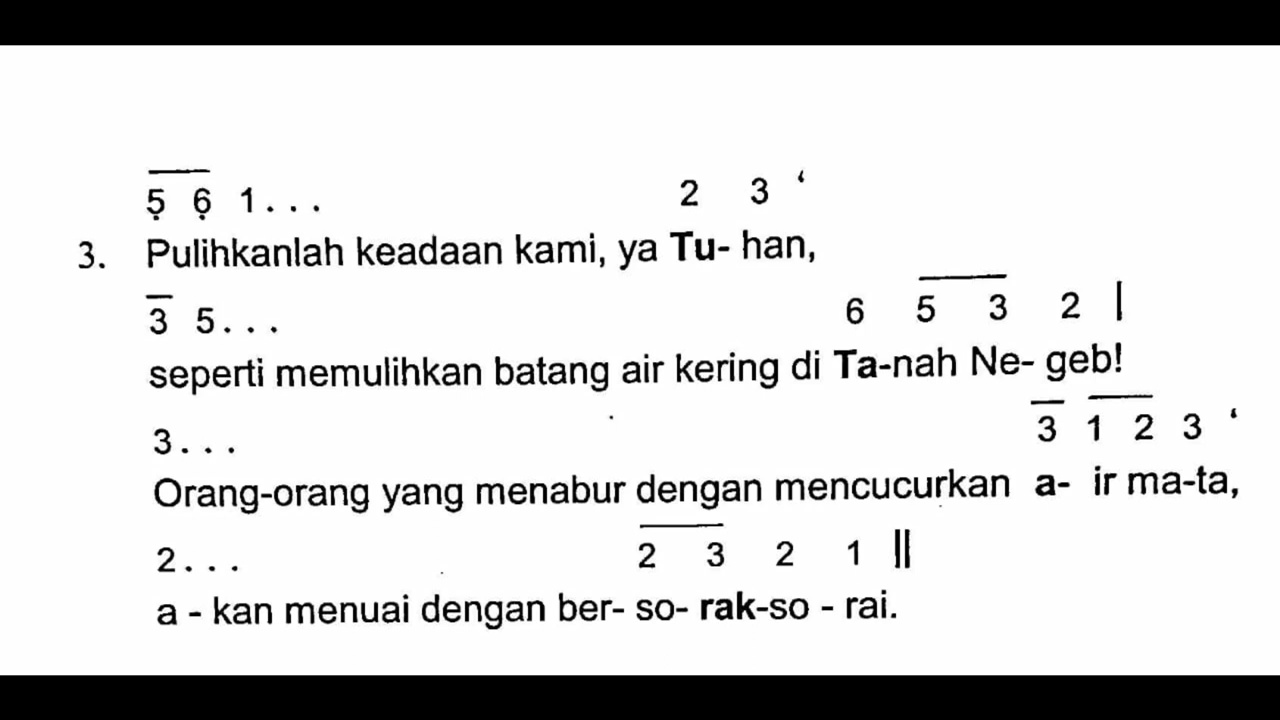 5̣ 6̣ 1 . . . 2 3 ‘
3. Pulihkanlah keadaan kami, ya Tu- han,
3 5 . . . 6 5 3 2 |
seperti memulihkan batang air kering di Ta-nah Ne- geb!
3 . . . 3 1 2 3 ‘
Orang-orang yang menabur dengan mencucurkan a- ir ma-ta,
2 . . . 2 3 2 1 ||
a - kan menuai dengan ber- so- rak-so - rai.